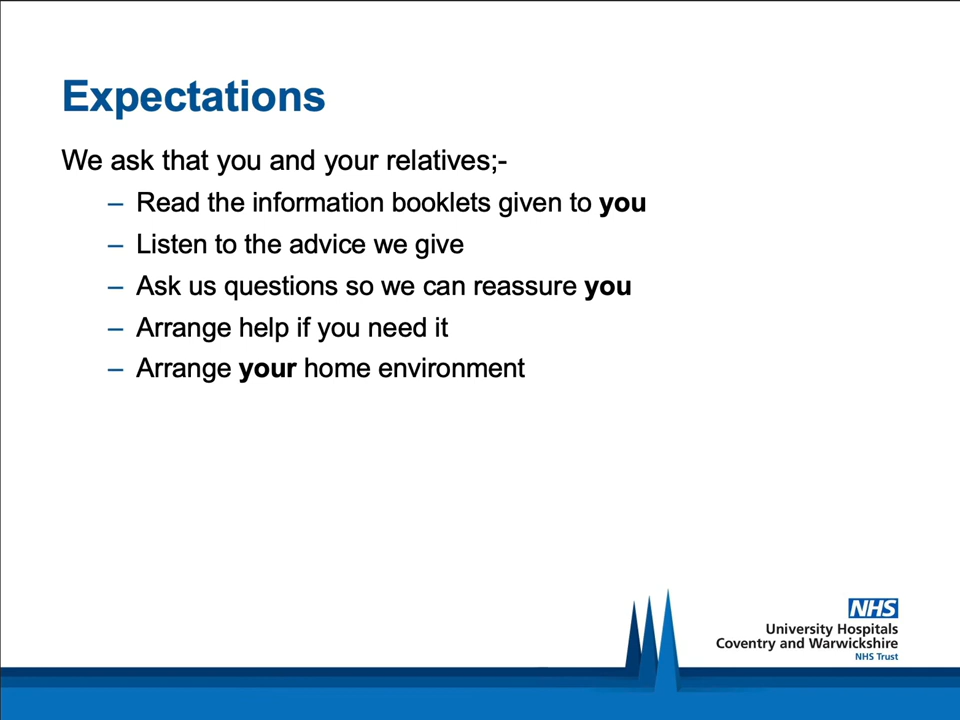 Expectations
We ask that you and your relatives;-
– Read the information booklets given to you
– Listen to the advice we give
– Ask us questions so we can reassure you
– Arrange help if you need it
– Arrange your home environment
NHS
University Hospitals
Coventry and Warwickshire
NHS Trust